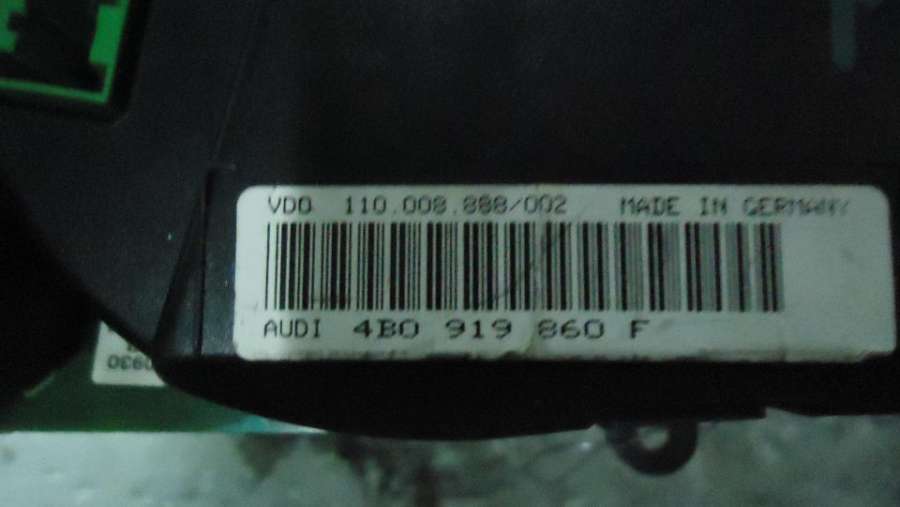 VDO 110.008.888/002 MADE IN GERMANY
AUDI 4B0 919 860 F